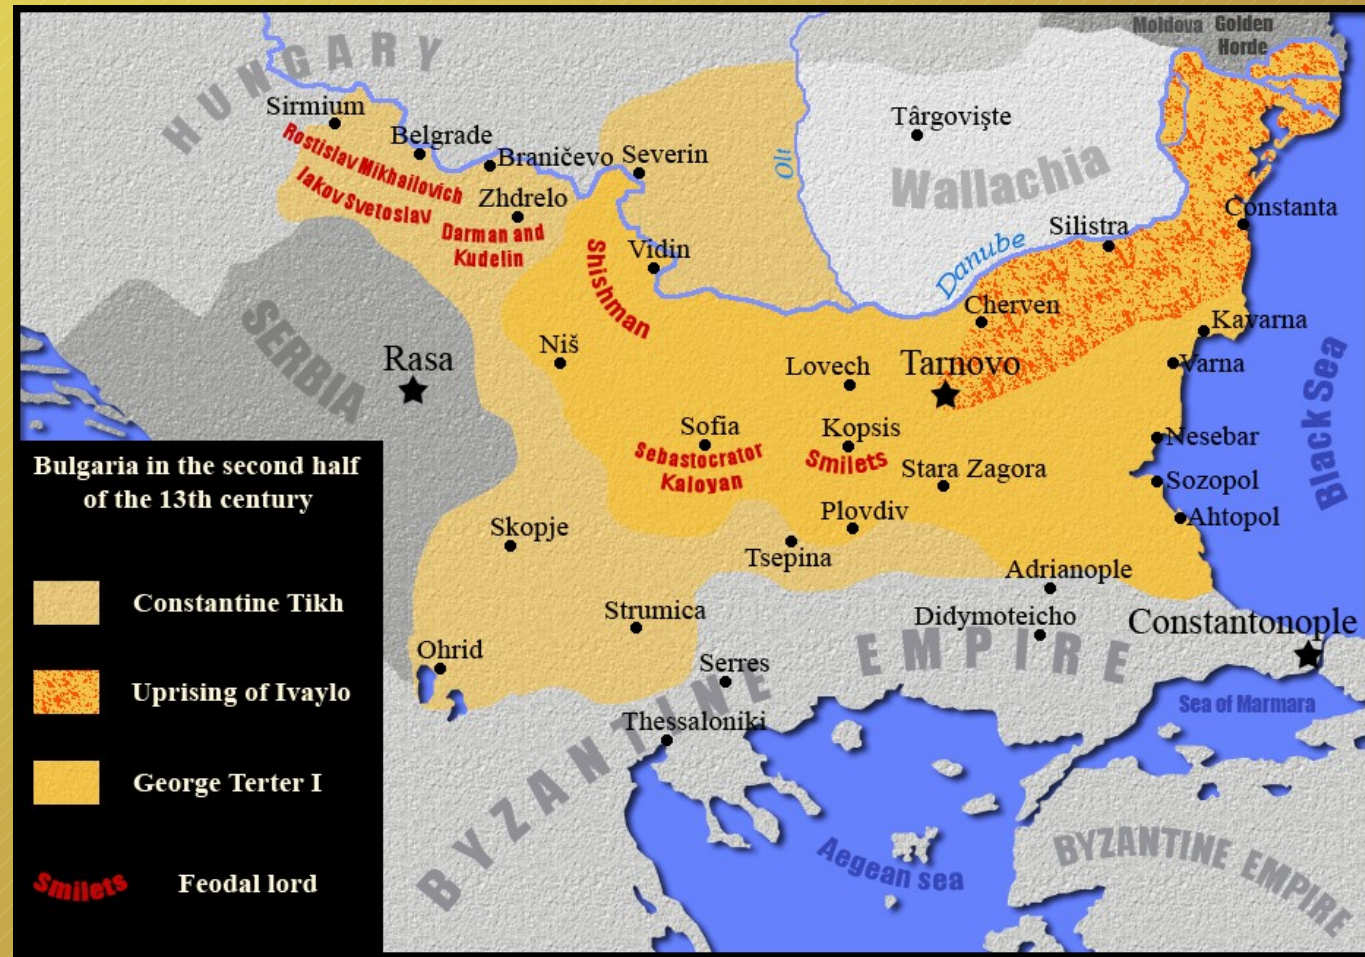 Moldova
Golden
Horde
HUNGARY
Sirmium
Târgovişte
Belgrade
Rostislav Mikhailovich
Braničevo
Severin
Olt
Wallachia
Iakov Svetoslav
Zhdrelo
Constanta
Darman and
Kudelin
Silistra
Shishman
Vidin
Danube
SERBIA
Cherven
Kavarna
Niš
Rasa
Lovech
Tarnovo
Varna
Black Sea
Sofia
Sebastocrator
Kaloyan
Kopsis
Smilets
Nesebar
Stara Zagora
Sozopol
Plovdiv
Ahtopol
Skopje
Tsepina
Adrianople
Strumica
Didymoteicho
Constantonople
Ohrid
Serres
BYZANTINE EMPIRE
Sea of Marmara
Thessaloniki
Aegean sea
BYZANTINE EMPIRE
Bulgaria in the second half
of the 13th century
Constantine Tikh
Uprising of Ivaylo
George Terter I
Smilets
Feodal lord